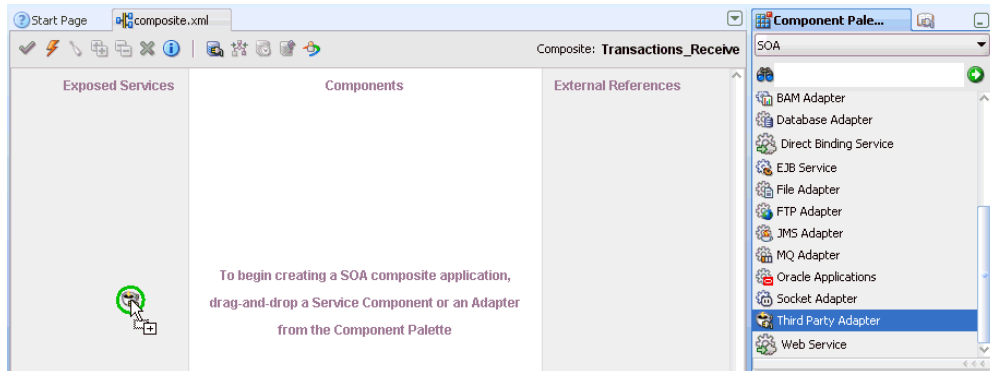 Start Page
composite.xml
Component Pale...
Composite: Transactions_Receive
SOA
Exposed Services
Components
External References
To begin creating a SOA composite application,
drag-and-drop a Service Component or an Adapter
from the Component Palette
BAM Adapter
Database Adapter
Direct Binding Service
EJB Service
File Adapter
FTP Adapter
JMS Adapter
MQ Adapter
Oracle Applications
Socket Adapter
Third Party Adapter
Web Service